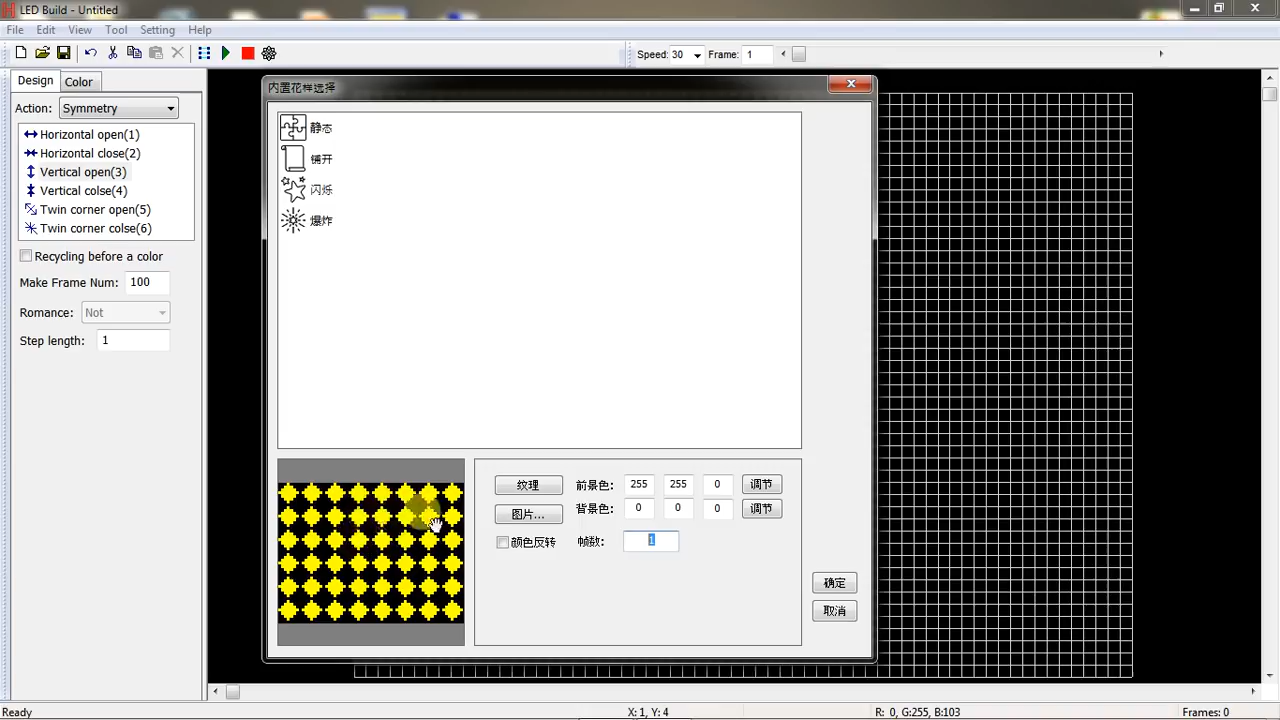 LED Build - Untitled
File Edit View Tool Setting Help
Speed: 30 Frame: 1
Design Color
Action: Symmetry
Horizontal open(1)
Horizontal close(2)
Vertical open(3)
Vertical colse(4)
Twin corner open(5)
Twin corner colse(6)
Recycling before a color
Make Frame Num: 100
Romance: Not
Step length: 1
内置花样选择
静态
铺开
闪烁
爆炸
纹理 前景色: 255 255 0 调节
图片... 背景色: 0 0 0 调节
颜色反转 帧数: 1
确定
取消
Ready X: 1, Y: 4 R: 0, G:255, B:103 Frames: 0